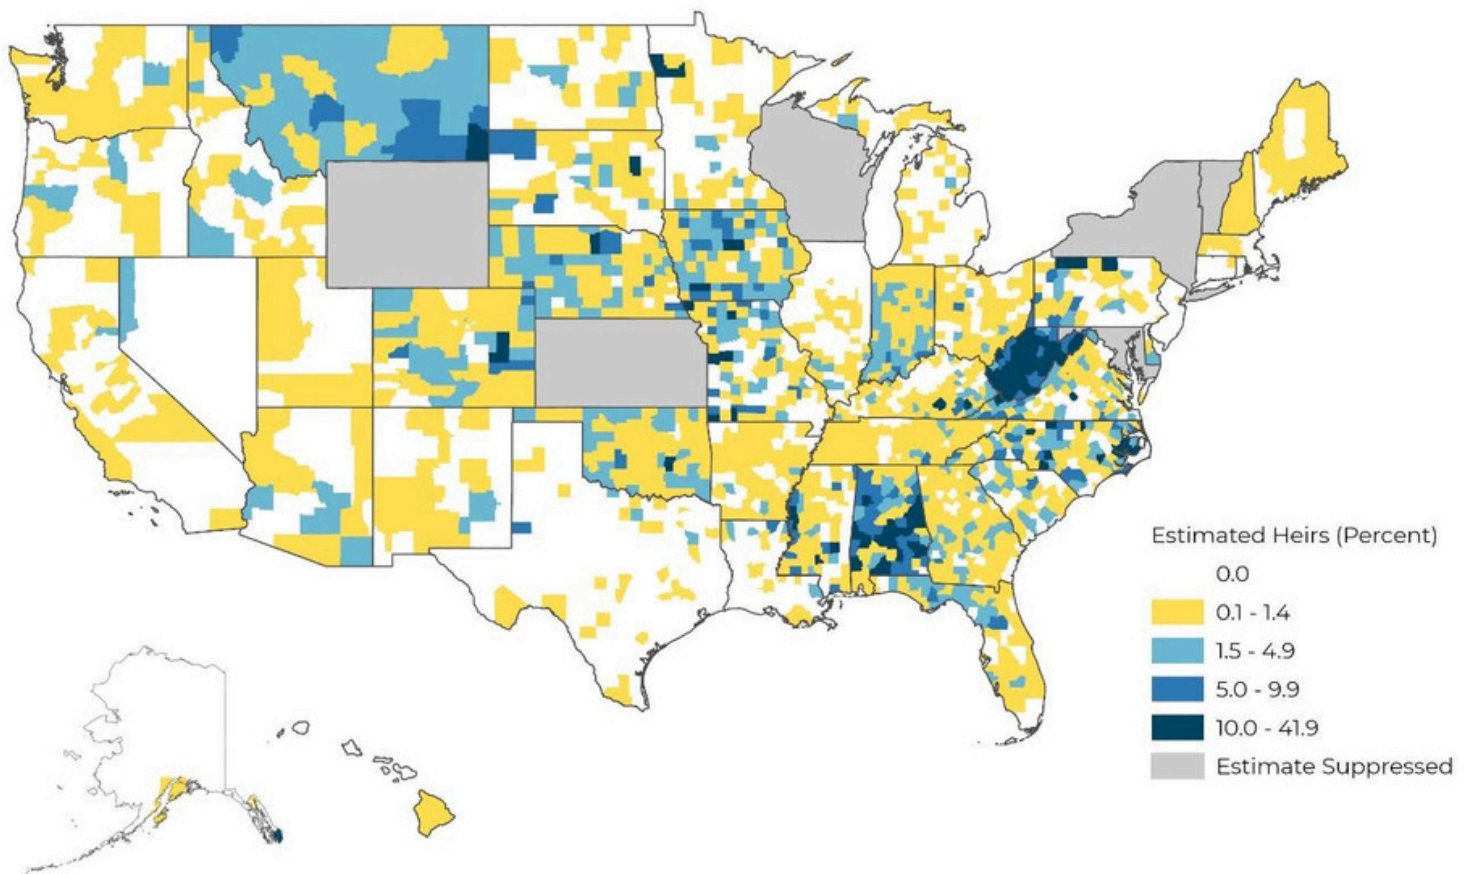 Estimated Heirs (Percent)
0.0
0.1 - 1.4
1.5 - 4.9
5.0 - 9.9
10.0 - 41.9
Estimate Suppressed